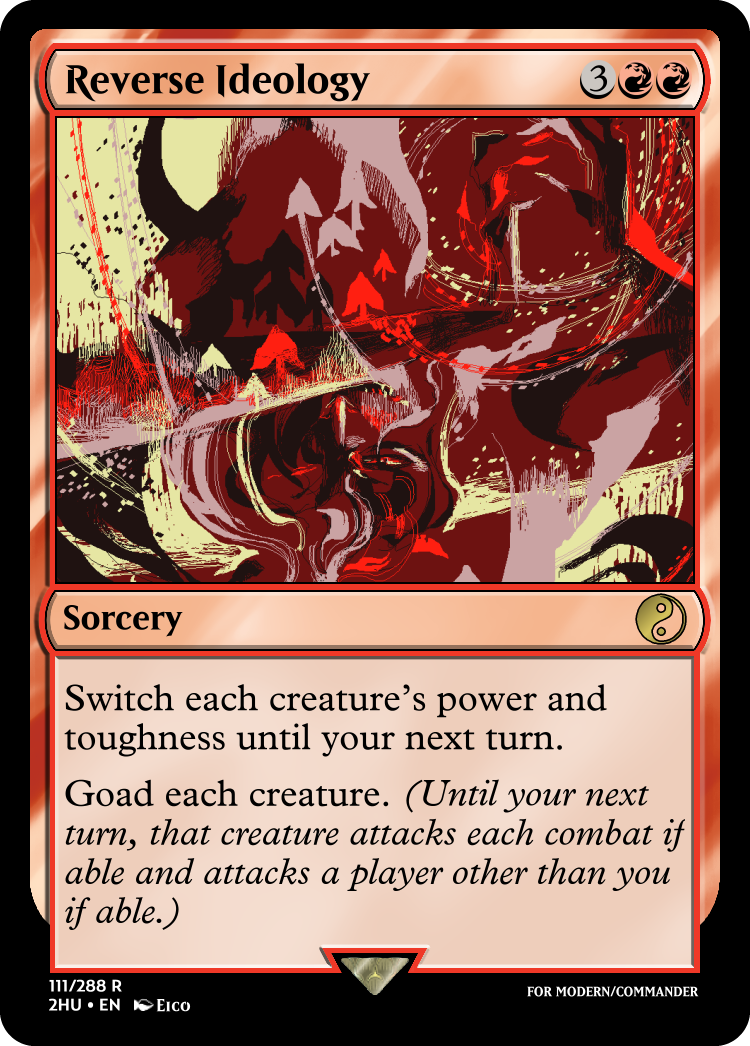 Reverse Ideology 3
Sorcery
Switch each creature's power and
toughness until your next turn.
Goad each creature. (Until your next
turn, that creature attacks each combat if
able and attacks a player other than you
if able.)
111/288 R
2HU • EN Eico
FOR MODERN/COMMANDER